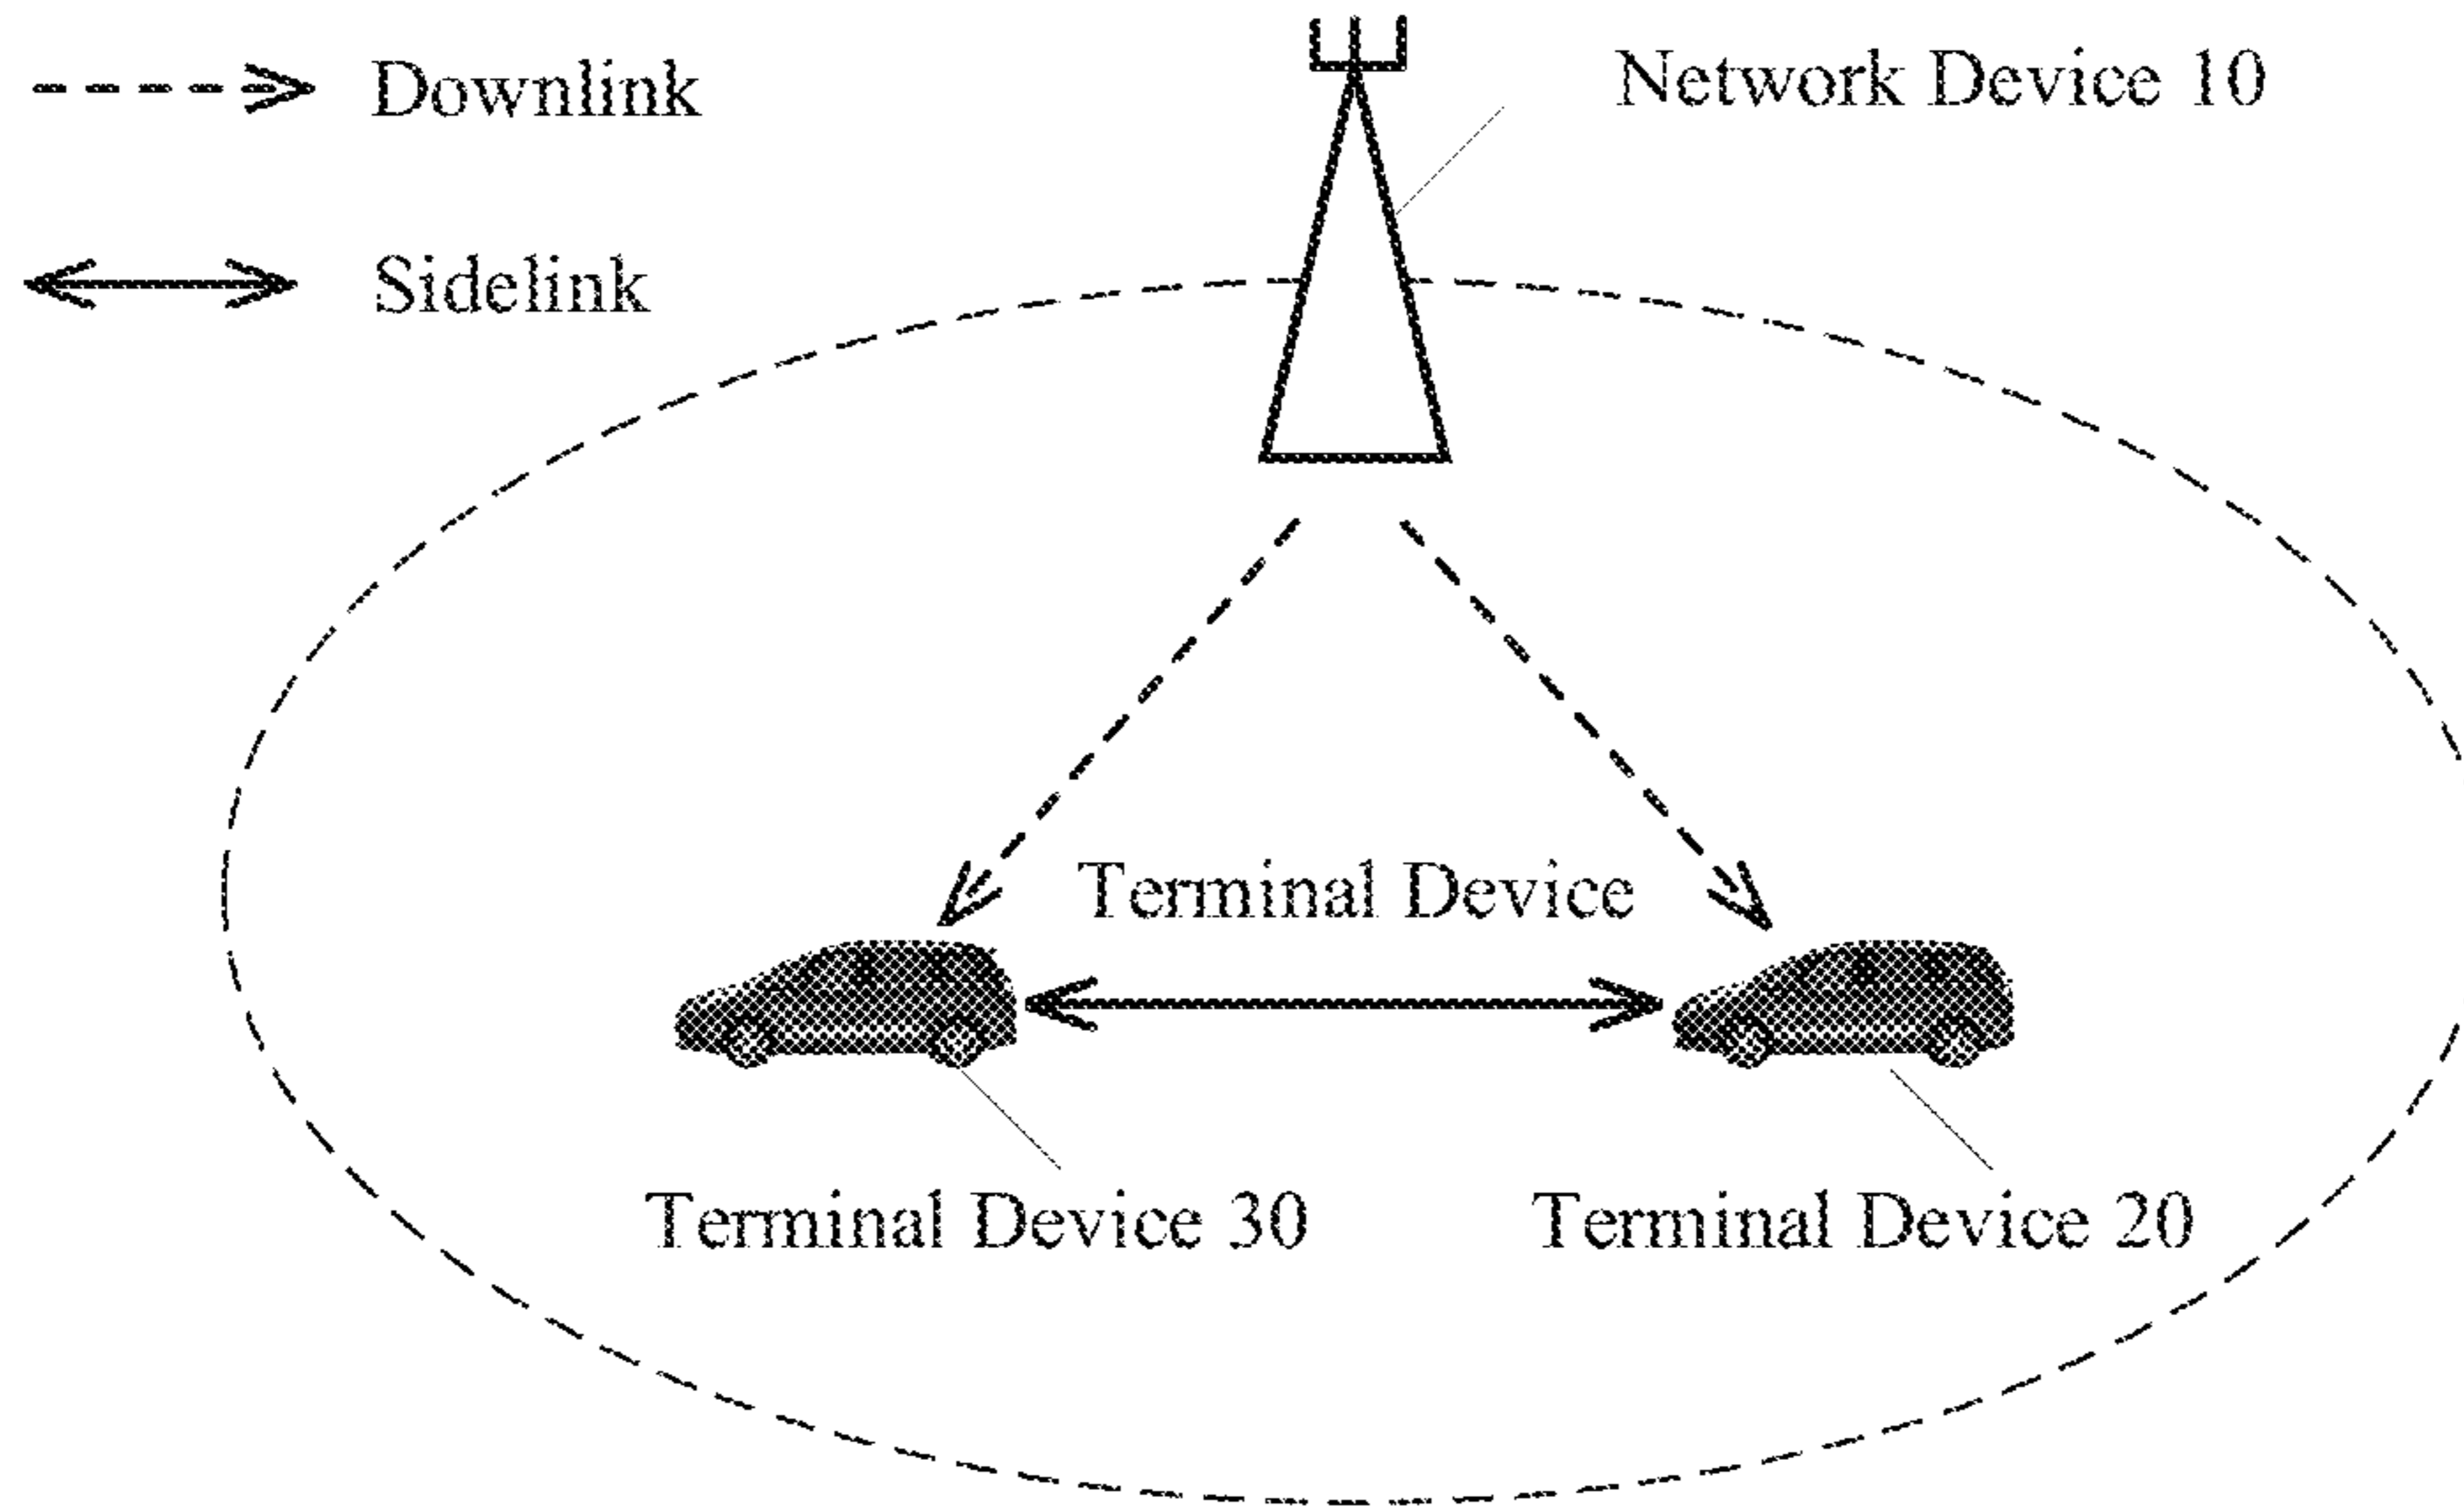 Downlink
Network Device 10
Sidelink
Terminal Device
Terminal Device 30
Terminal Device 20